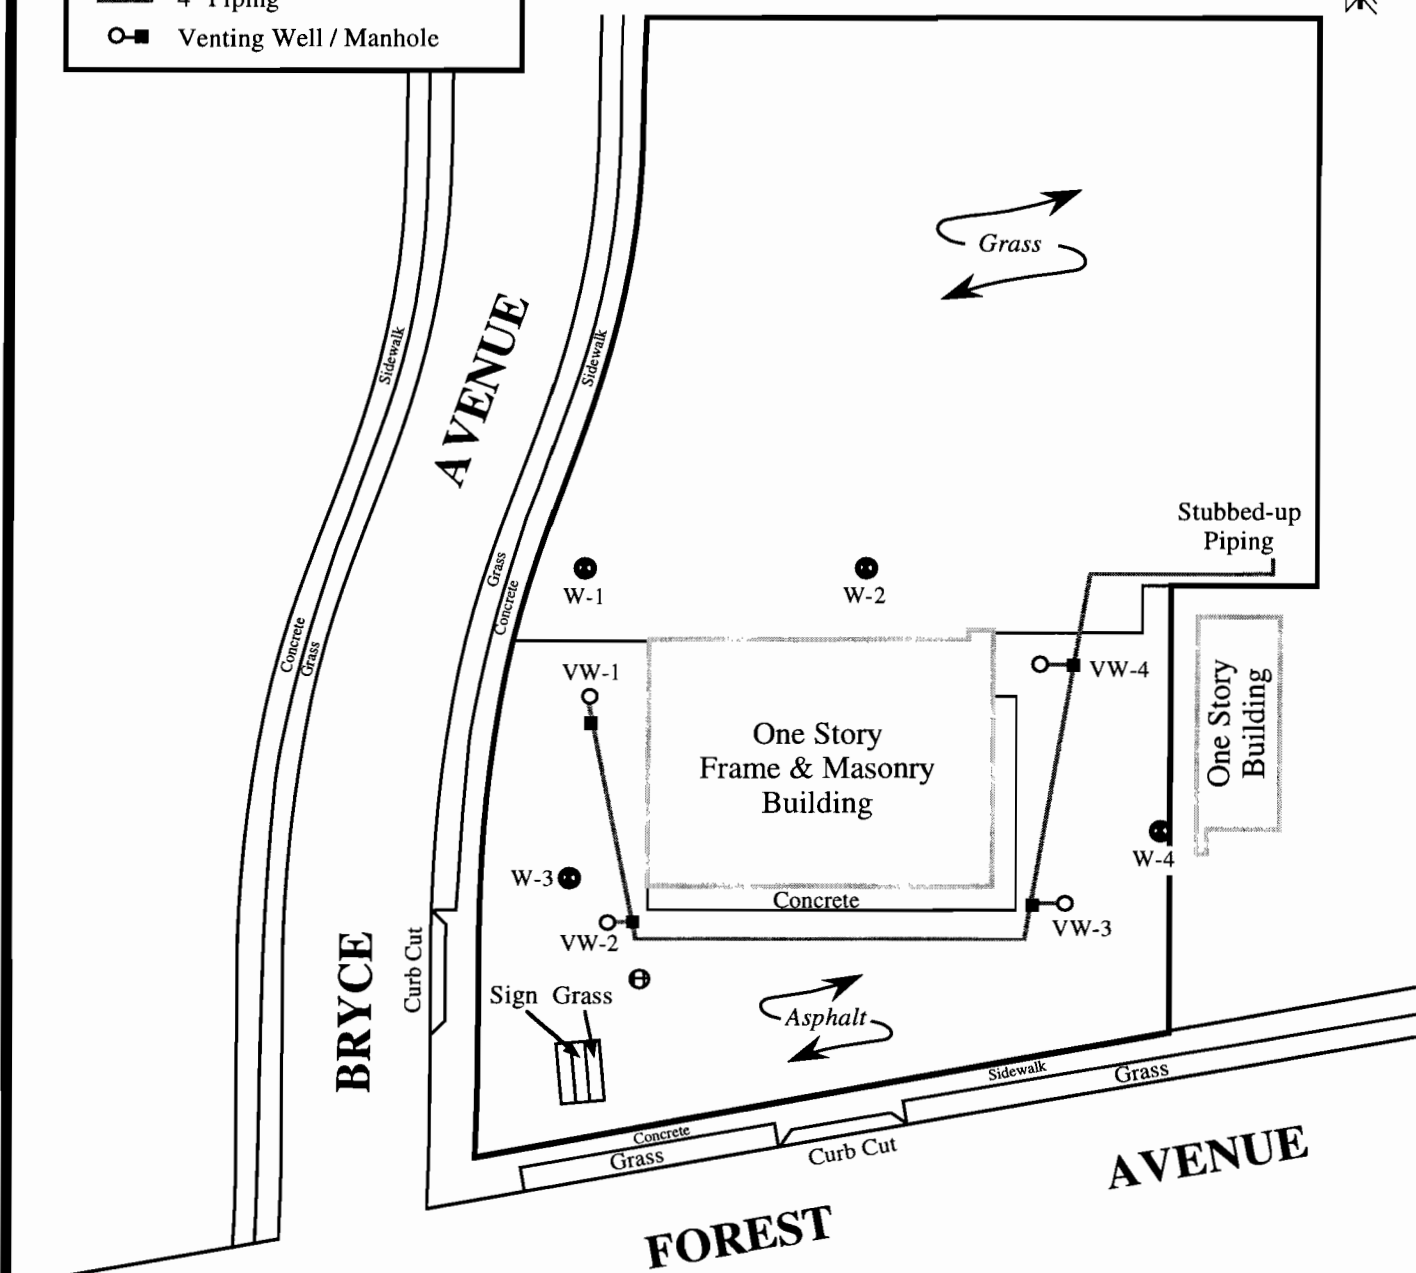 4" Piping
Venting Well / Manhole
Grass
Sidewalk
Sidewalk
AVENUE
Stubbed-up
Piping
Grass
Concrete
W-1
W-2
Concrete
Grass
VW-1
VW-4
One Story
Building
One Story
Frame & Masonry
Building
W-4
W-3
Concrete
VW-2
VW-3
Curb Cut
BRYCE
Sign Grass
Asphalt
Sidewalk
Grass
Concrete
Grass
Curb Cut
FOREST
AVENUE